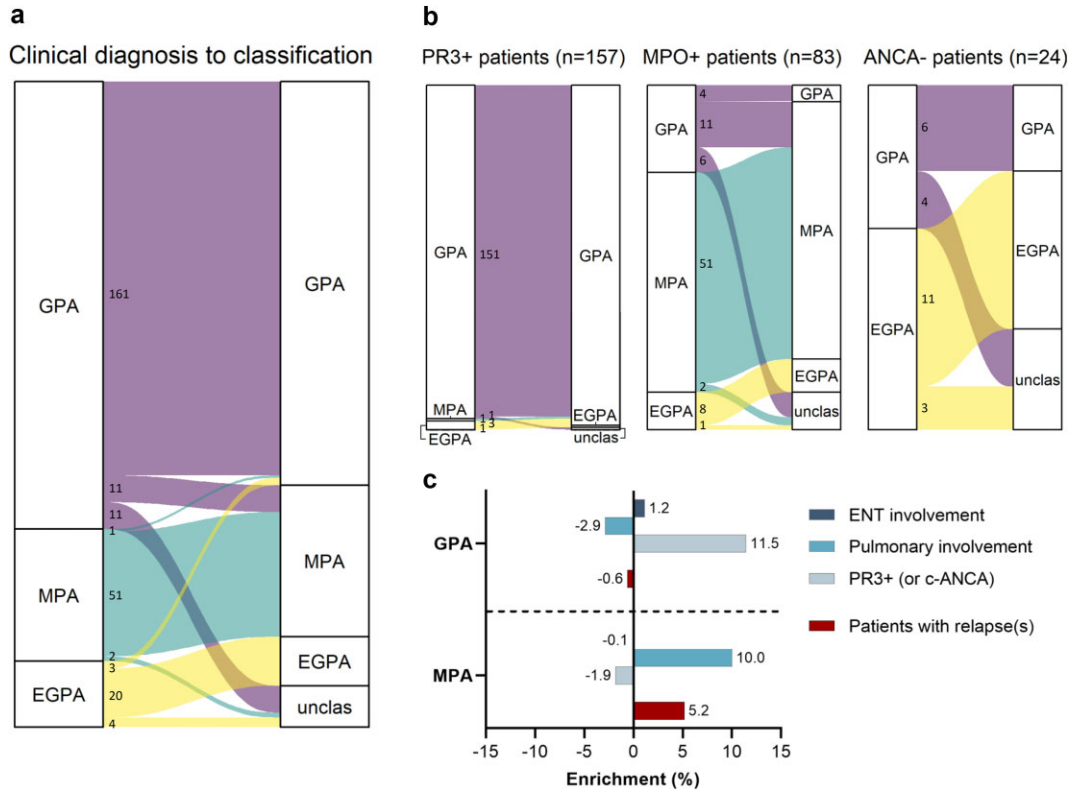 a
Clinical diagnosis to classification
GPA
MPA
EGPA
161
11
11
1
51
2
3
20
4
GPA
MPA
EGPA
unclas
b
PR3+ patients (n=157)
GPA
MPA
EGPA
151
1
1
3
1
GPA
EGPA
unclas
MPO+ patients (n=83)
GPA
MPA
EGPA
4
11
6
51
2
8
1
GPA
MPA
EGPA
unclas
ANCA- patients (n=24)
GPA
EGPA
6
4
11
3
GPA
EGPA
unclas
c
GPA
1.2
-2.9
11.5
-0.6
MPA
-0.1
10.0
-1.9
5.2
-15 -10 -5 0 5 10 15
Enrichment (%)
ENT involvement
Pulmonary involvement
PR3+ (or c-ANCA)
Patients with relapse(s)